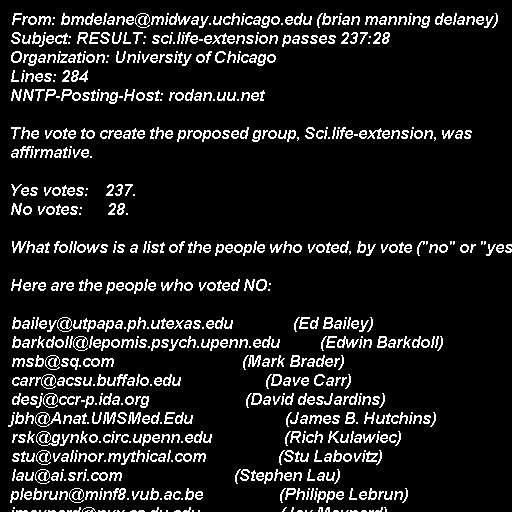 From: bmdelane@midway.uchicago.edu (brian manning delaney)
Subject: RESULT: sci.life-extension passes 237:28
Organization: University of Chicago
Lines: 284
NNTP-Posting-Host: rodan.uu.net
The vote to create the proposed group, Sci.life-extension, was
affirmative.
Yes votes: 237.
No votes: 28.
What follows is a list of the people who voted, by vote ("no" or "yes
Here are the people who voted NO:
bailey@utpapa.ph.utexas.edu (Ed Bailey)
barkdoll@lepomis.psych.upenn.edu (Edwin Barkdoll)
msb@sq.com (Mark Brader)
carr@acsu.buffalo.edu (Dave Carr)
desj@ccr-p.ida.org (David desJardins)
jbh@Anat.UMSMed.Edu (James B. Hutchins)
rsk@gynko.circ.upenn.edu (Rich Kulawiec)
stu@valinor.mythical.com (Stu Labovitz)
lau@ai.sri.com (Stephen Lau)
plebrun@minf8.vub.ac.be (Philippe Lebrun)